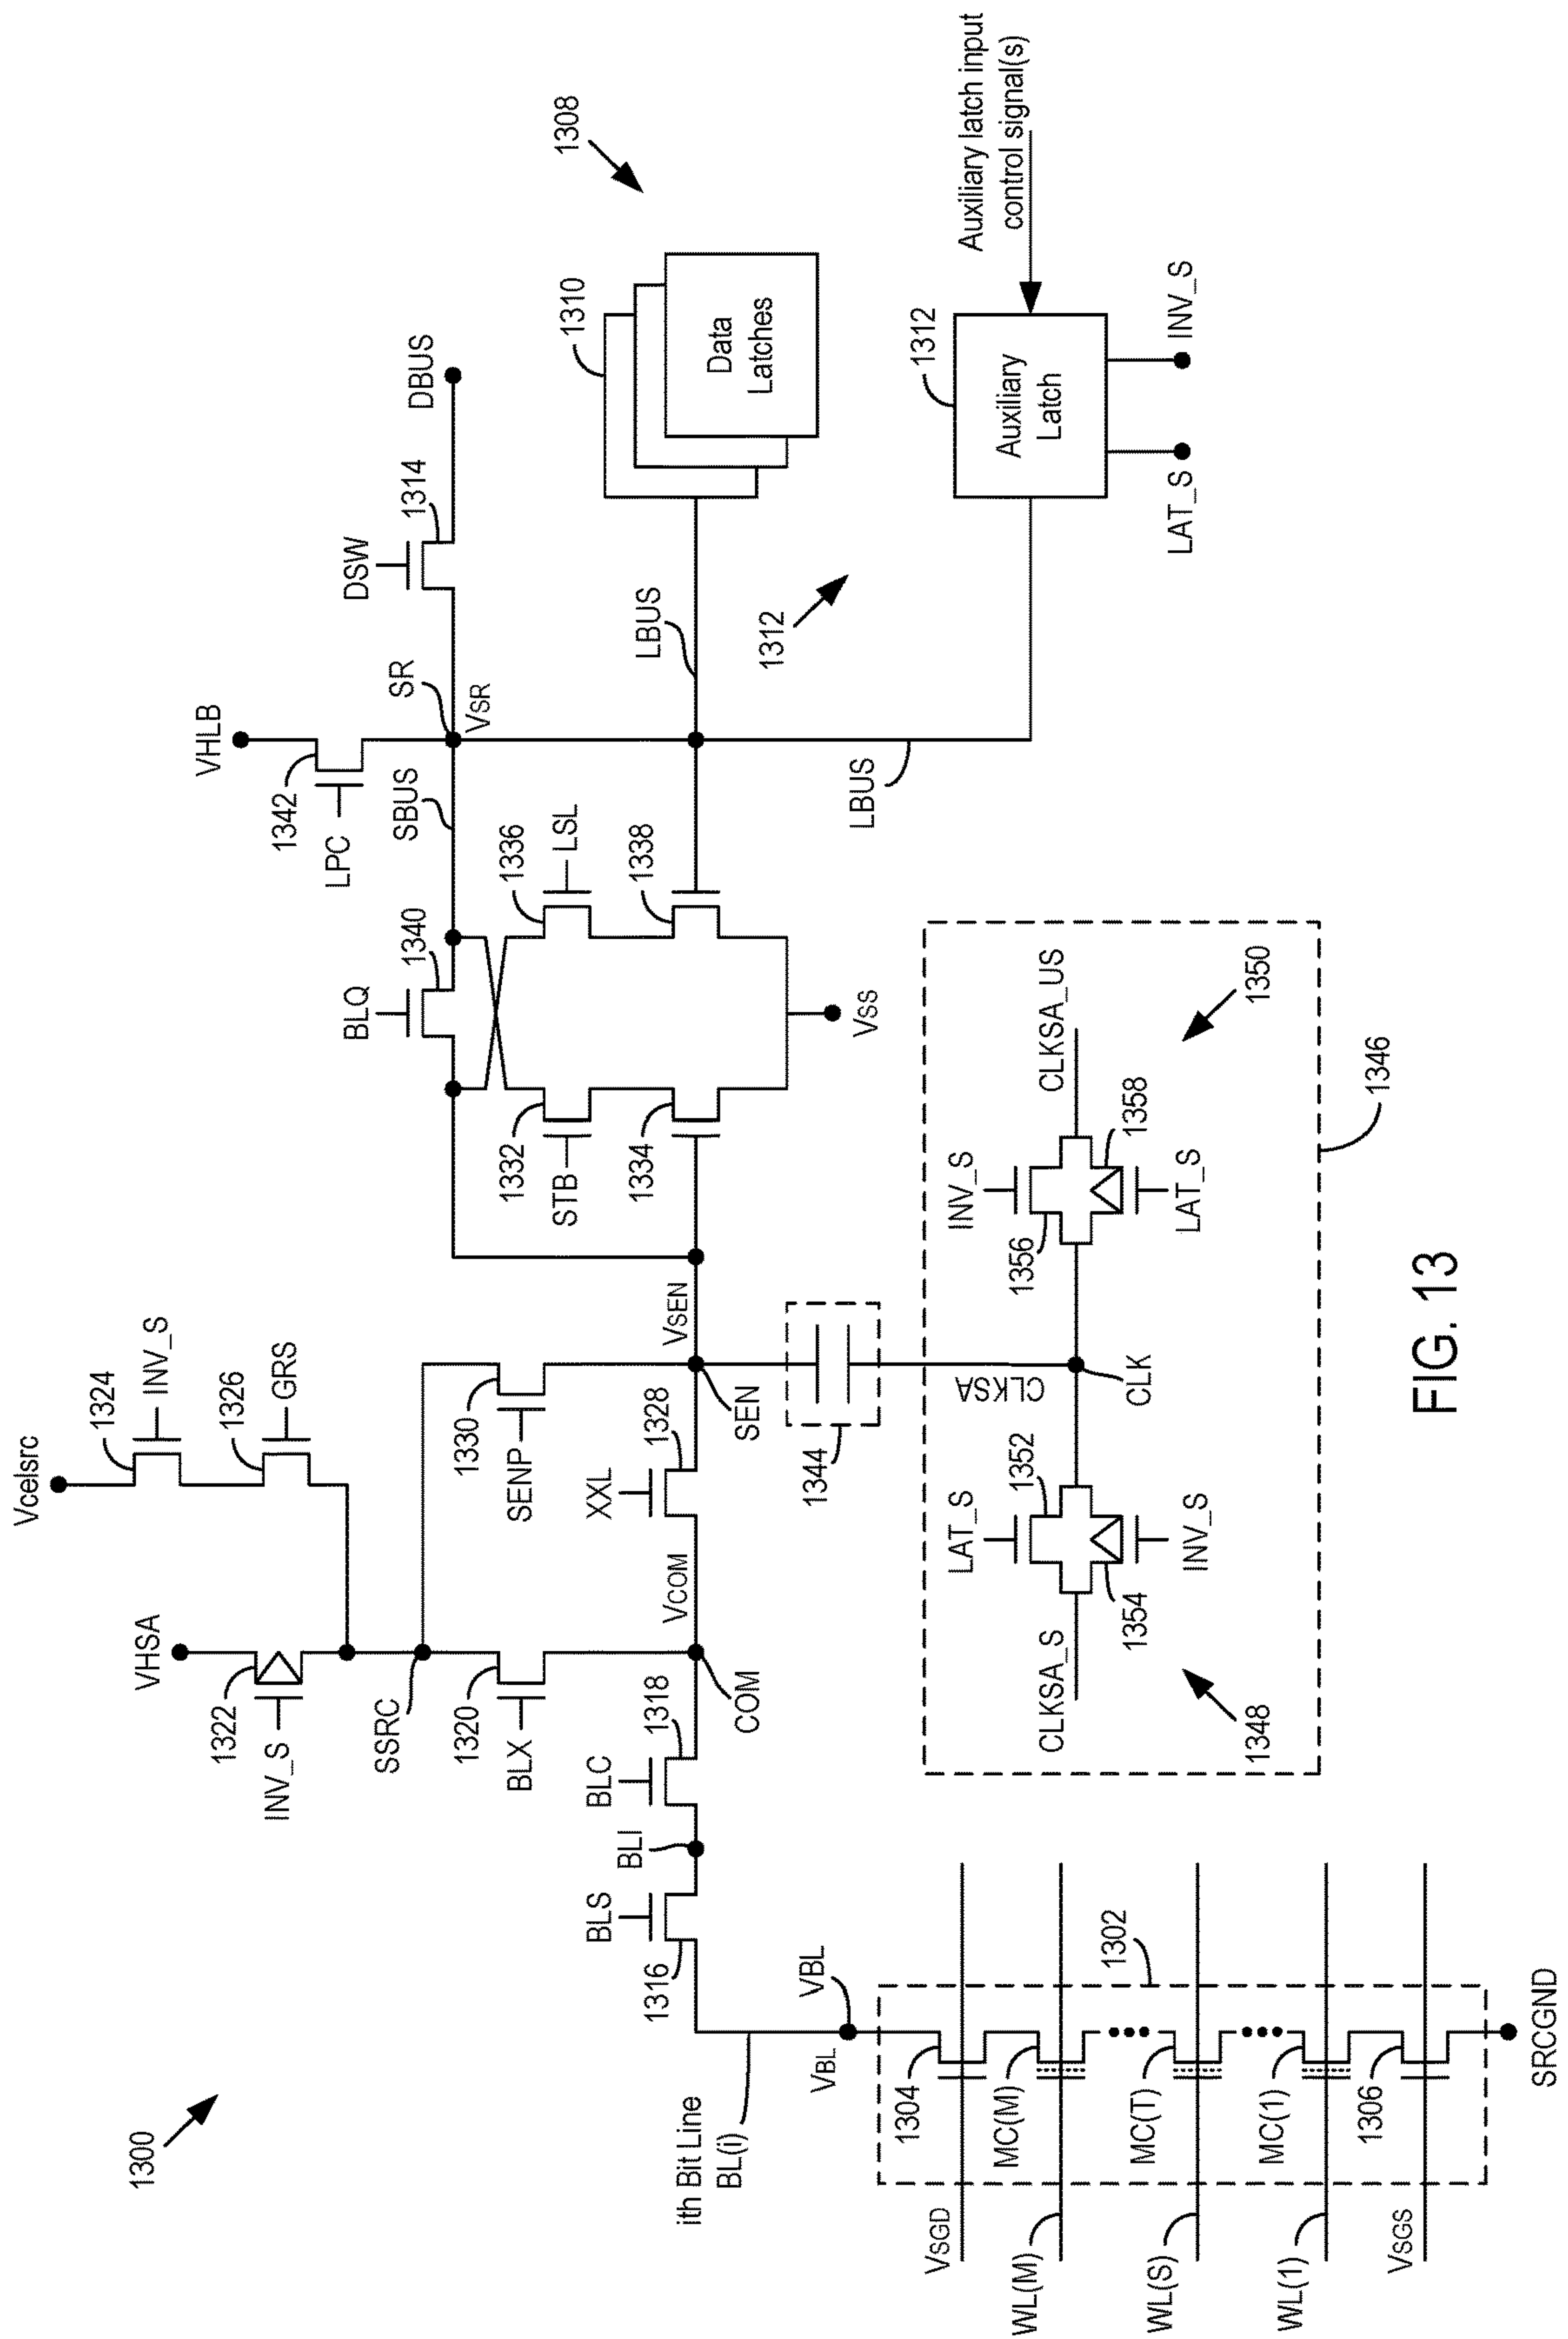 1300
VHSA
Vcelsrc
1322
INV_S
1324
INV_S
1326
GRS
SSRC
1320
BLX
1330
SENP
COM
VCOM
XXL
1328
SEN
VSEN
BLS
1316
BLI
BLC
1318
ith Bit Line
BL(i)
VBL
VBL
1302
1304
MC(M)
MC(T)
MC(1)
1306
SRCGND
VSGD
WL(M)
WL(S)
WL(1)
VSGS
VHLB
1342
LPC
SBUS
SR
VSR
DSW
1314
DBUS
BLQ
1340
1332
STB
1334
1336
LSL
1338
VSS
LBUS
LBUS
1308
1310
Data
Latches
1312
1312
Auxiliary
Latch
Auxiliary latch input
control signal(s)
LAT_S
INV_S
1344
CLKSA
CLK
1346
CLKSA_S
LAT_S
1352
1354
INV_S
1348
INV_S
1356
1358
LAT_S
CLKSA_US
1350
FIG. 13